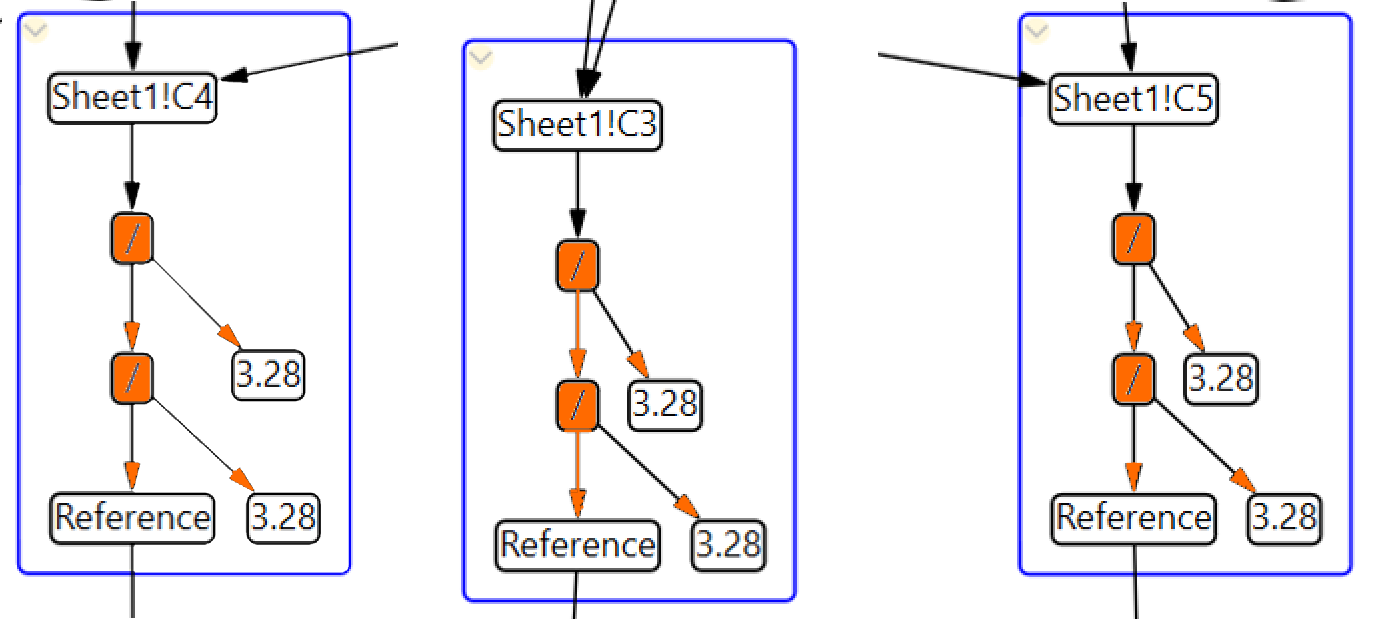 Sheet1!C4
/
3.28
/
Reference
3.28
Sheet1!C3
/
3.28
/
Reference
3.28
Sheet1!C5
/
3.28
/
Reference
3.28